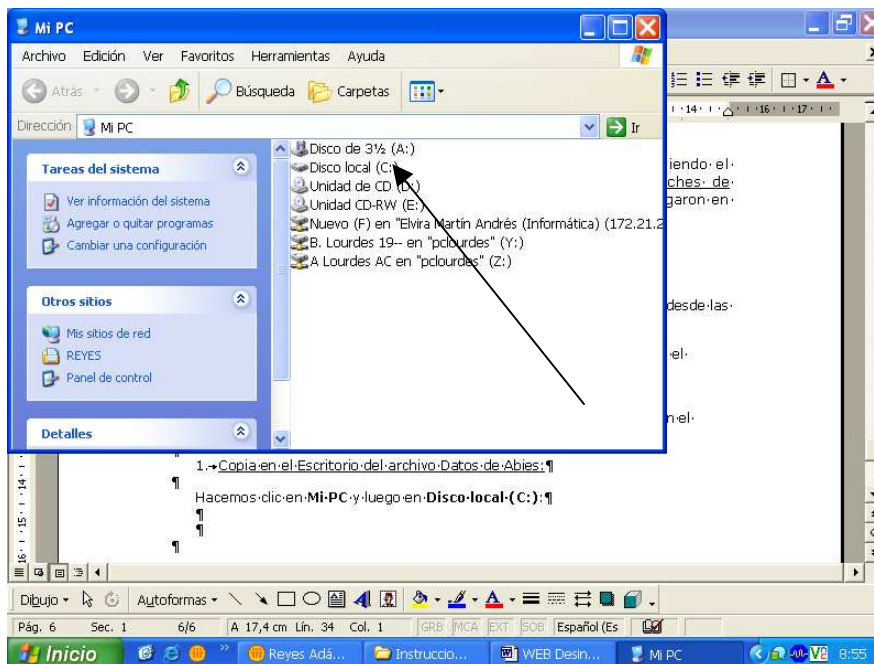 Mi PC
Archivo Edición Ver Favoritos Herramientas Ayuda
Atrás Búsqueda Carpetas
Dirección Mi PC Ir
Tareas del sistema
Ver información del sistema
Agregar o quitar programas
Cambiar una configuración
Otros sitios
Mis sitios de red
REYES
Panel de control
Detalles
Disco de 3½ (A:)
Disco local (C:)
Unidad de CD (D:)
Unidad CD-RW (E:)
Nuevo (F) en "Elvira Martín Andrés (Informática) (172.21.2
B. Lourdes 19-- en "pclourdes" (Y:)
A Lourdes AC en "pclourdes" (Z:)
14 16 17
iendo·el·
ches·de·
garon·en·
desde·las·
·el·
n·el·
14 15 16
1.→Copia·en·el·Escritorio·del·archivo·Datos·de·Abies:¶
¶
Hacemos·clic·en·Mi·PC·y·luego·en·Disco·local·(C:):¶
¶
¶
¶
Dibujo Autoformas
Pág. 6 Sec. 1 6/6 A 17,4 cm Lín. 34 Col. 1 GRB MCA EXT SOB Español (Es
Inicio Reyes Adá... Instruccio... WEB Desin... Mi PC 8:55